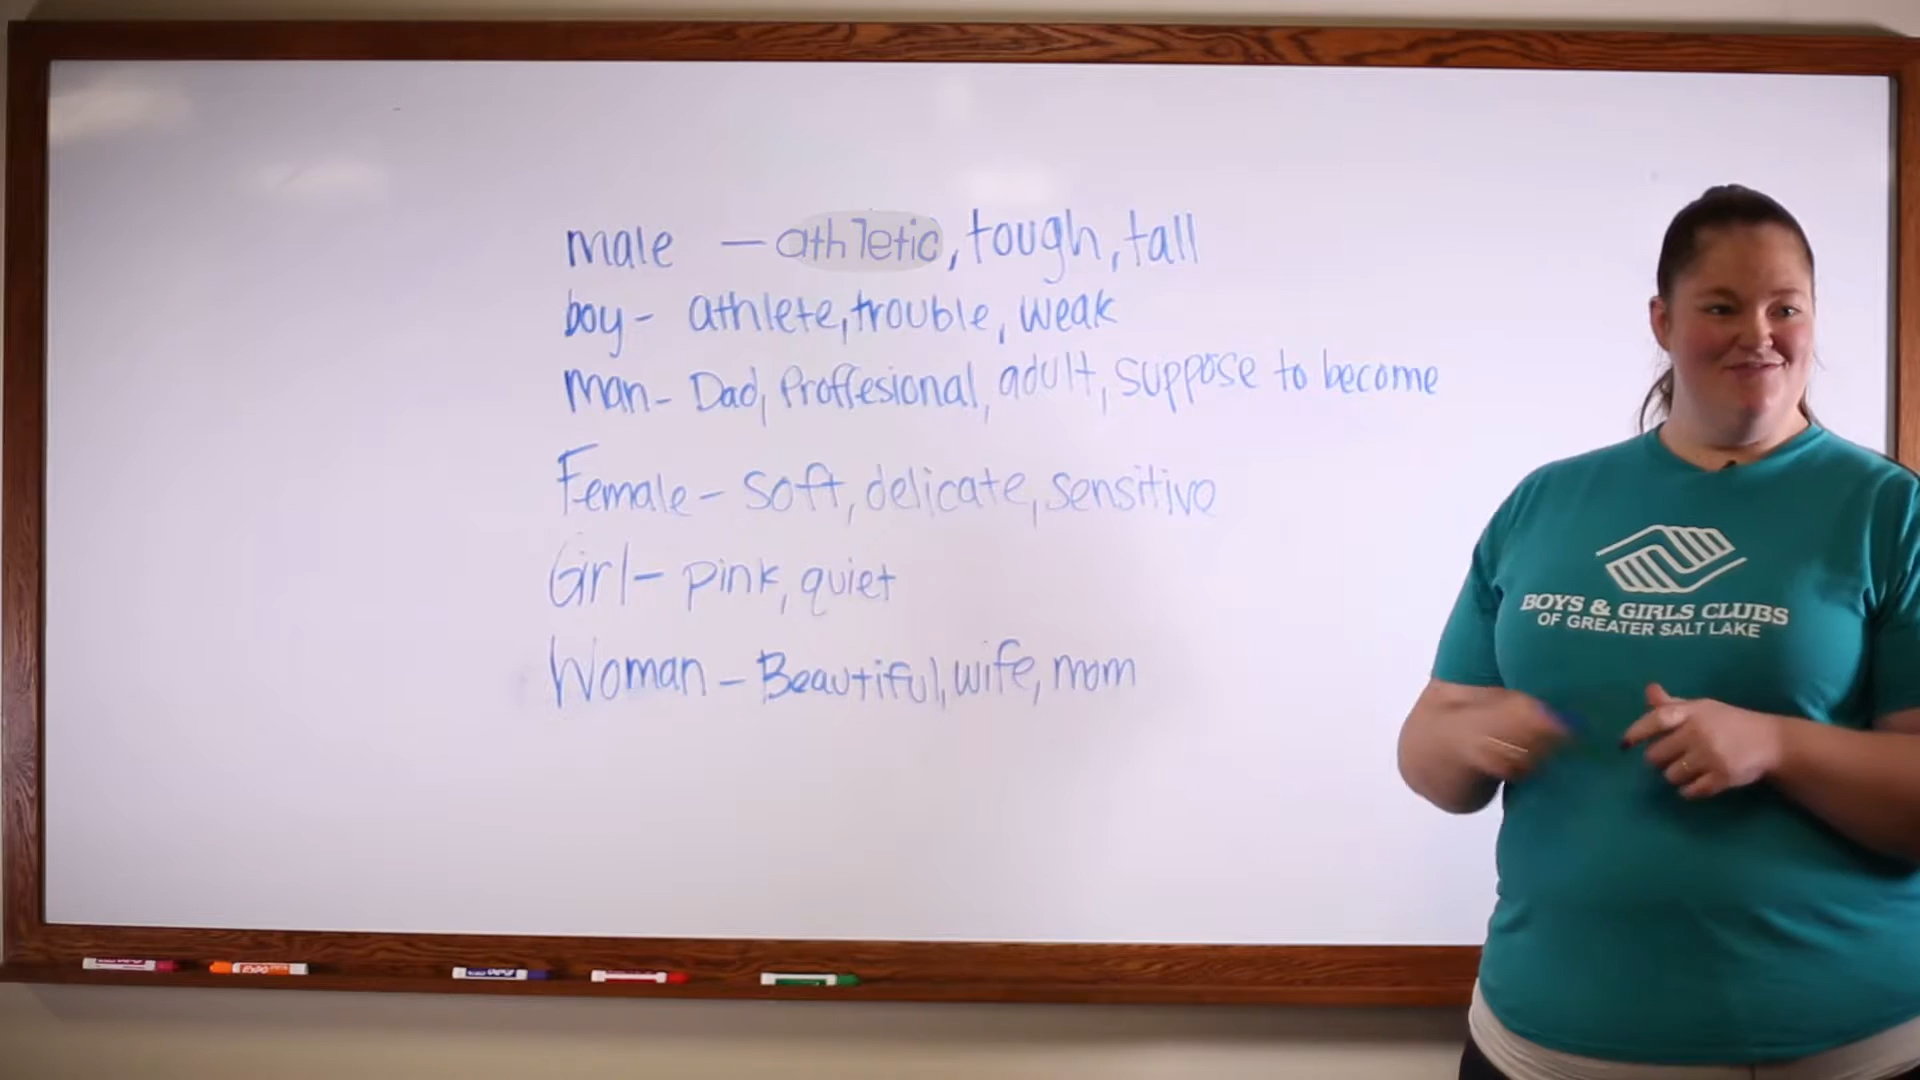 male - athletic, tough, tall
boy - athlete, trouble, weak
man - Dad, Proffesional, adult, suppose to become
Female - soft, delicate, sensitive
Girl - pink, quiet
Woman - Beautiful, wife, mom
BOYS & GIRLS CLUBS
OF GREATER SALT LAKE
EXPO